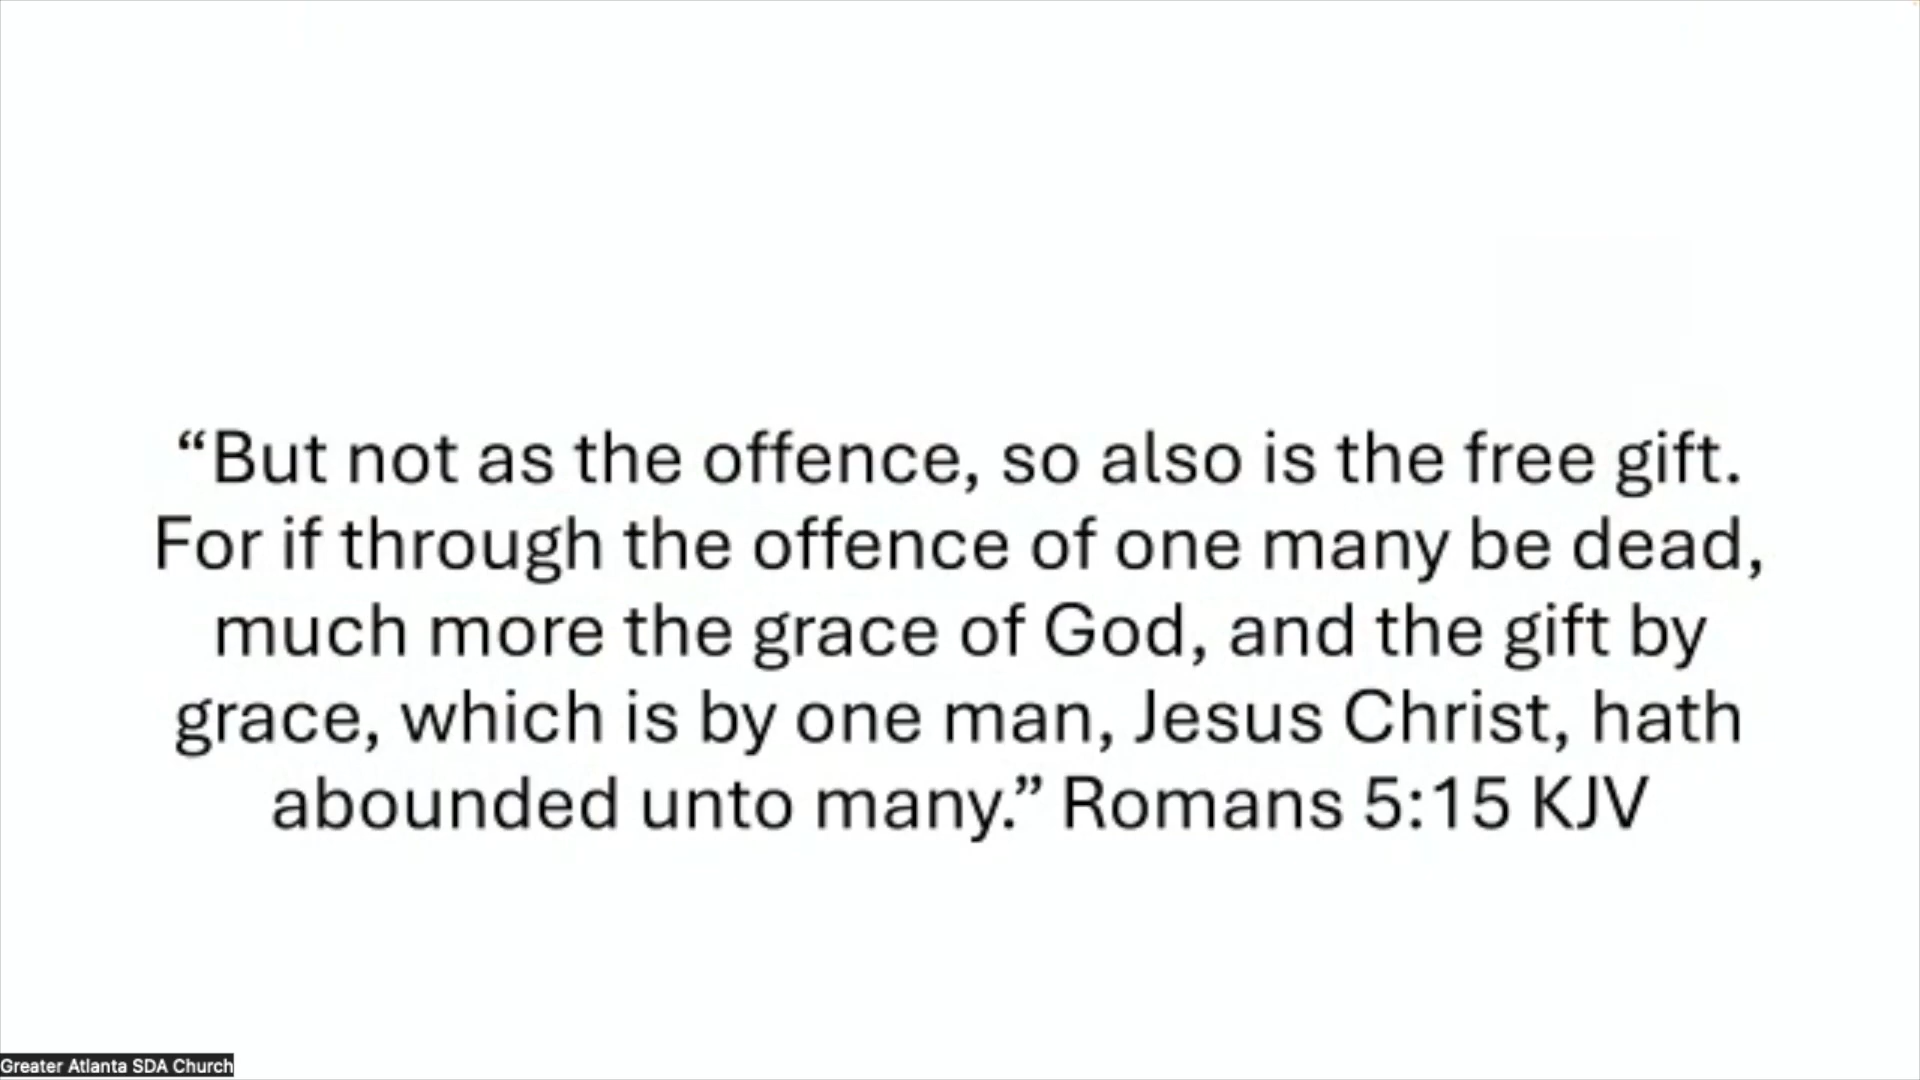 “But not as the offence, so also is the free gift.
For if through the offence of one many be dead,
much more the grace of God, and the gift by
grace, which is by one man, Jesus Christ, hath
abounded unto many.” Romans 5:15 KJV
Greater Atlanta SDA Church